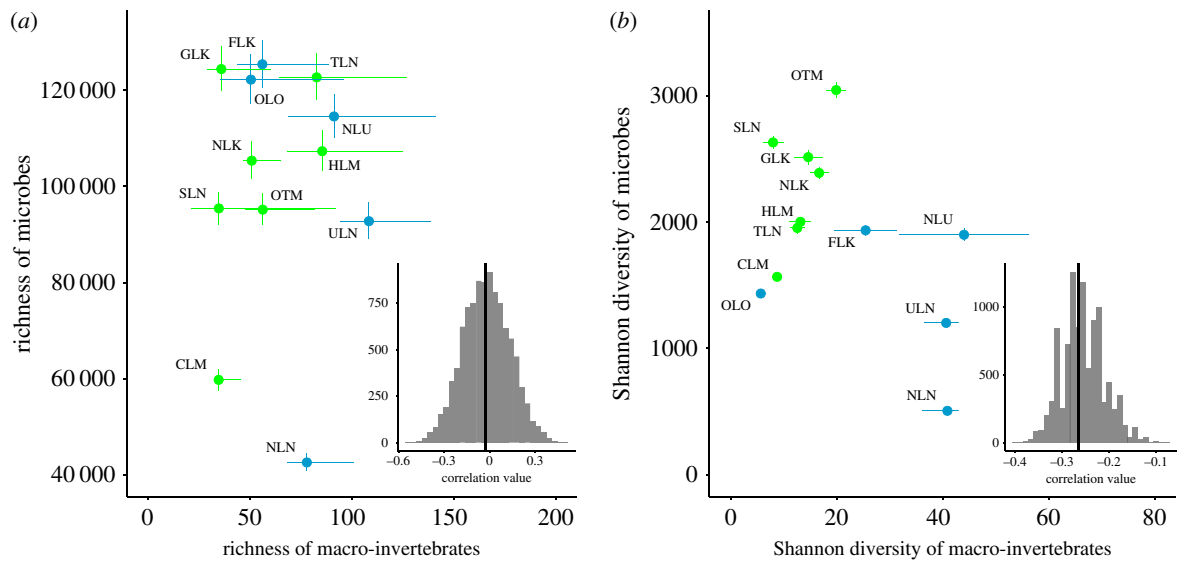 (a)
richness of microbes
120 000
100 000
80 000
60 000
40 000
GLK
FLK
TLN
OLO
NLU
NLK
HLM
SLN
OTM
ULN
CLM
NLN
750
500
250
0
−0.6
−0.3
0
0.3
correlation value
0
50
100
150
200
richness of macro-invertebrates
(b)
Shannon diversity of microbes
3000
2000
1000
0
OTM
SLN
GLK
NLK
HLM
TLN
FLK
NLU
CLM
OLO
ULN
NLN
1000
500
0
−0.4
−0.3
−0.2
−0.1
correlation value
0
20
40
60
80
Shannon diversity of macro-invertebrates